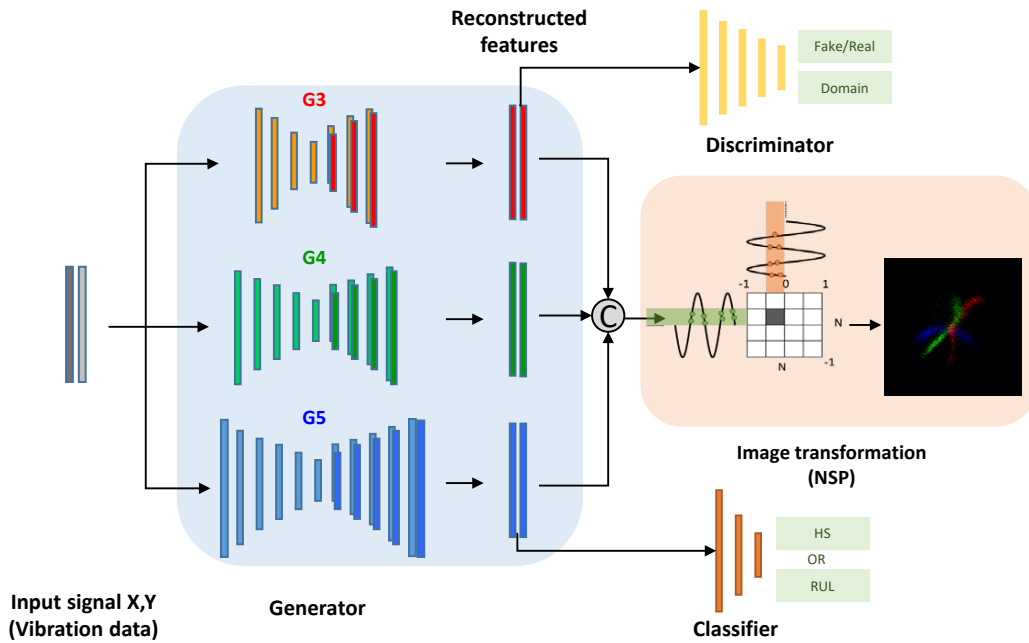 Reconstructed
features
Fake/Real
Domain
Discriminator
G3
G4
G5
C
-1 0 1
N
-1
N
Image transformation
(NSP)
HS
OR
RUL
Classifier
Input signal X,Y
(Vibration data)
Generator